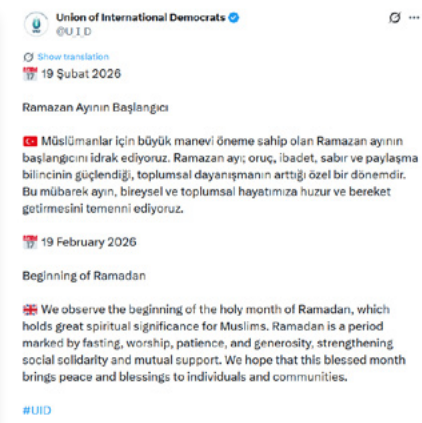 Union of International Democrats
@U_I_D
Show translation
19 Şubat 2026
Ramazan Ayının Başlangıcı
Müslümanlar için büyük manevi öneme sahip olan Ramazan ayının
başlangıcını idrak ediyoruz. Ramazan ayı; oruç, ibadet, sabır ve paylaşma
bilincinin güçlendiği, toplumsal dayanışmanın arttığı özel bir dönemdir.
Bu mübarek ayın, bireysel ve toplumsal hayatımıza huzur ve bereket
getirmesini temenni ediyoruz.
19 February 2026
Beginning of Ramadan
We observe the beginning of the holy month of Ramadan, which
holds great spiritual significance for Muslims. Ramadan is a period
marked by fasting, worship, patience, and generosity, strengthening
social solidarity and mutual support. We hope that this blessed month
brings peace and blessings to individuals and communities.
#UID